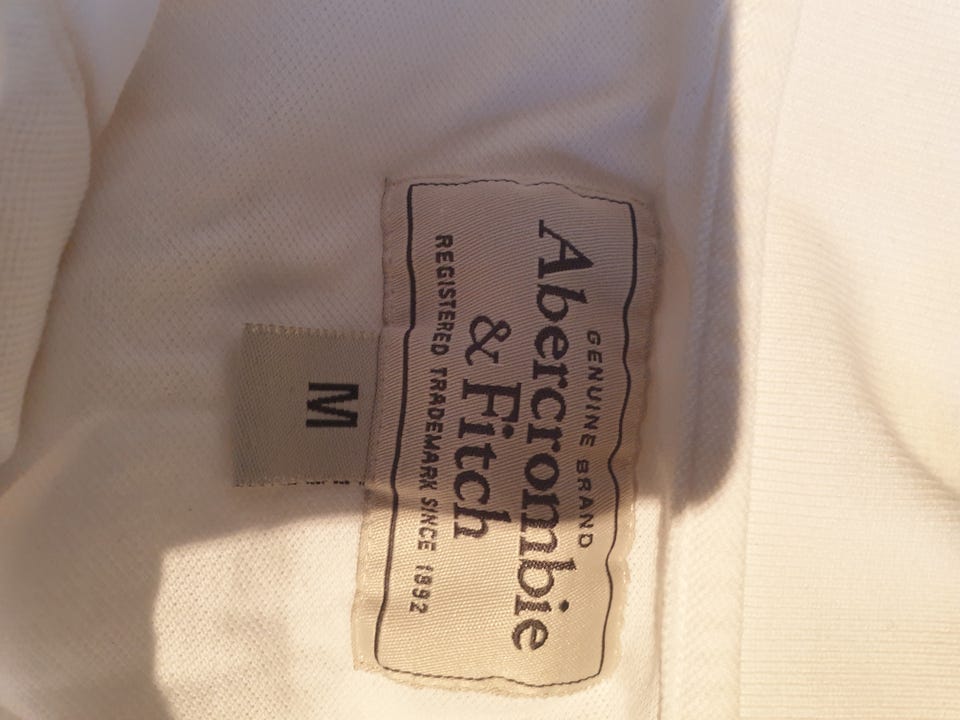 GENUINE BRAND
Abercrombie
& Fitch
REGISTERED TRADEMARK SINCE 1892
M